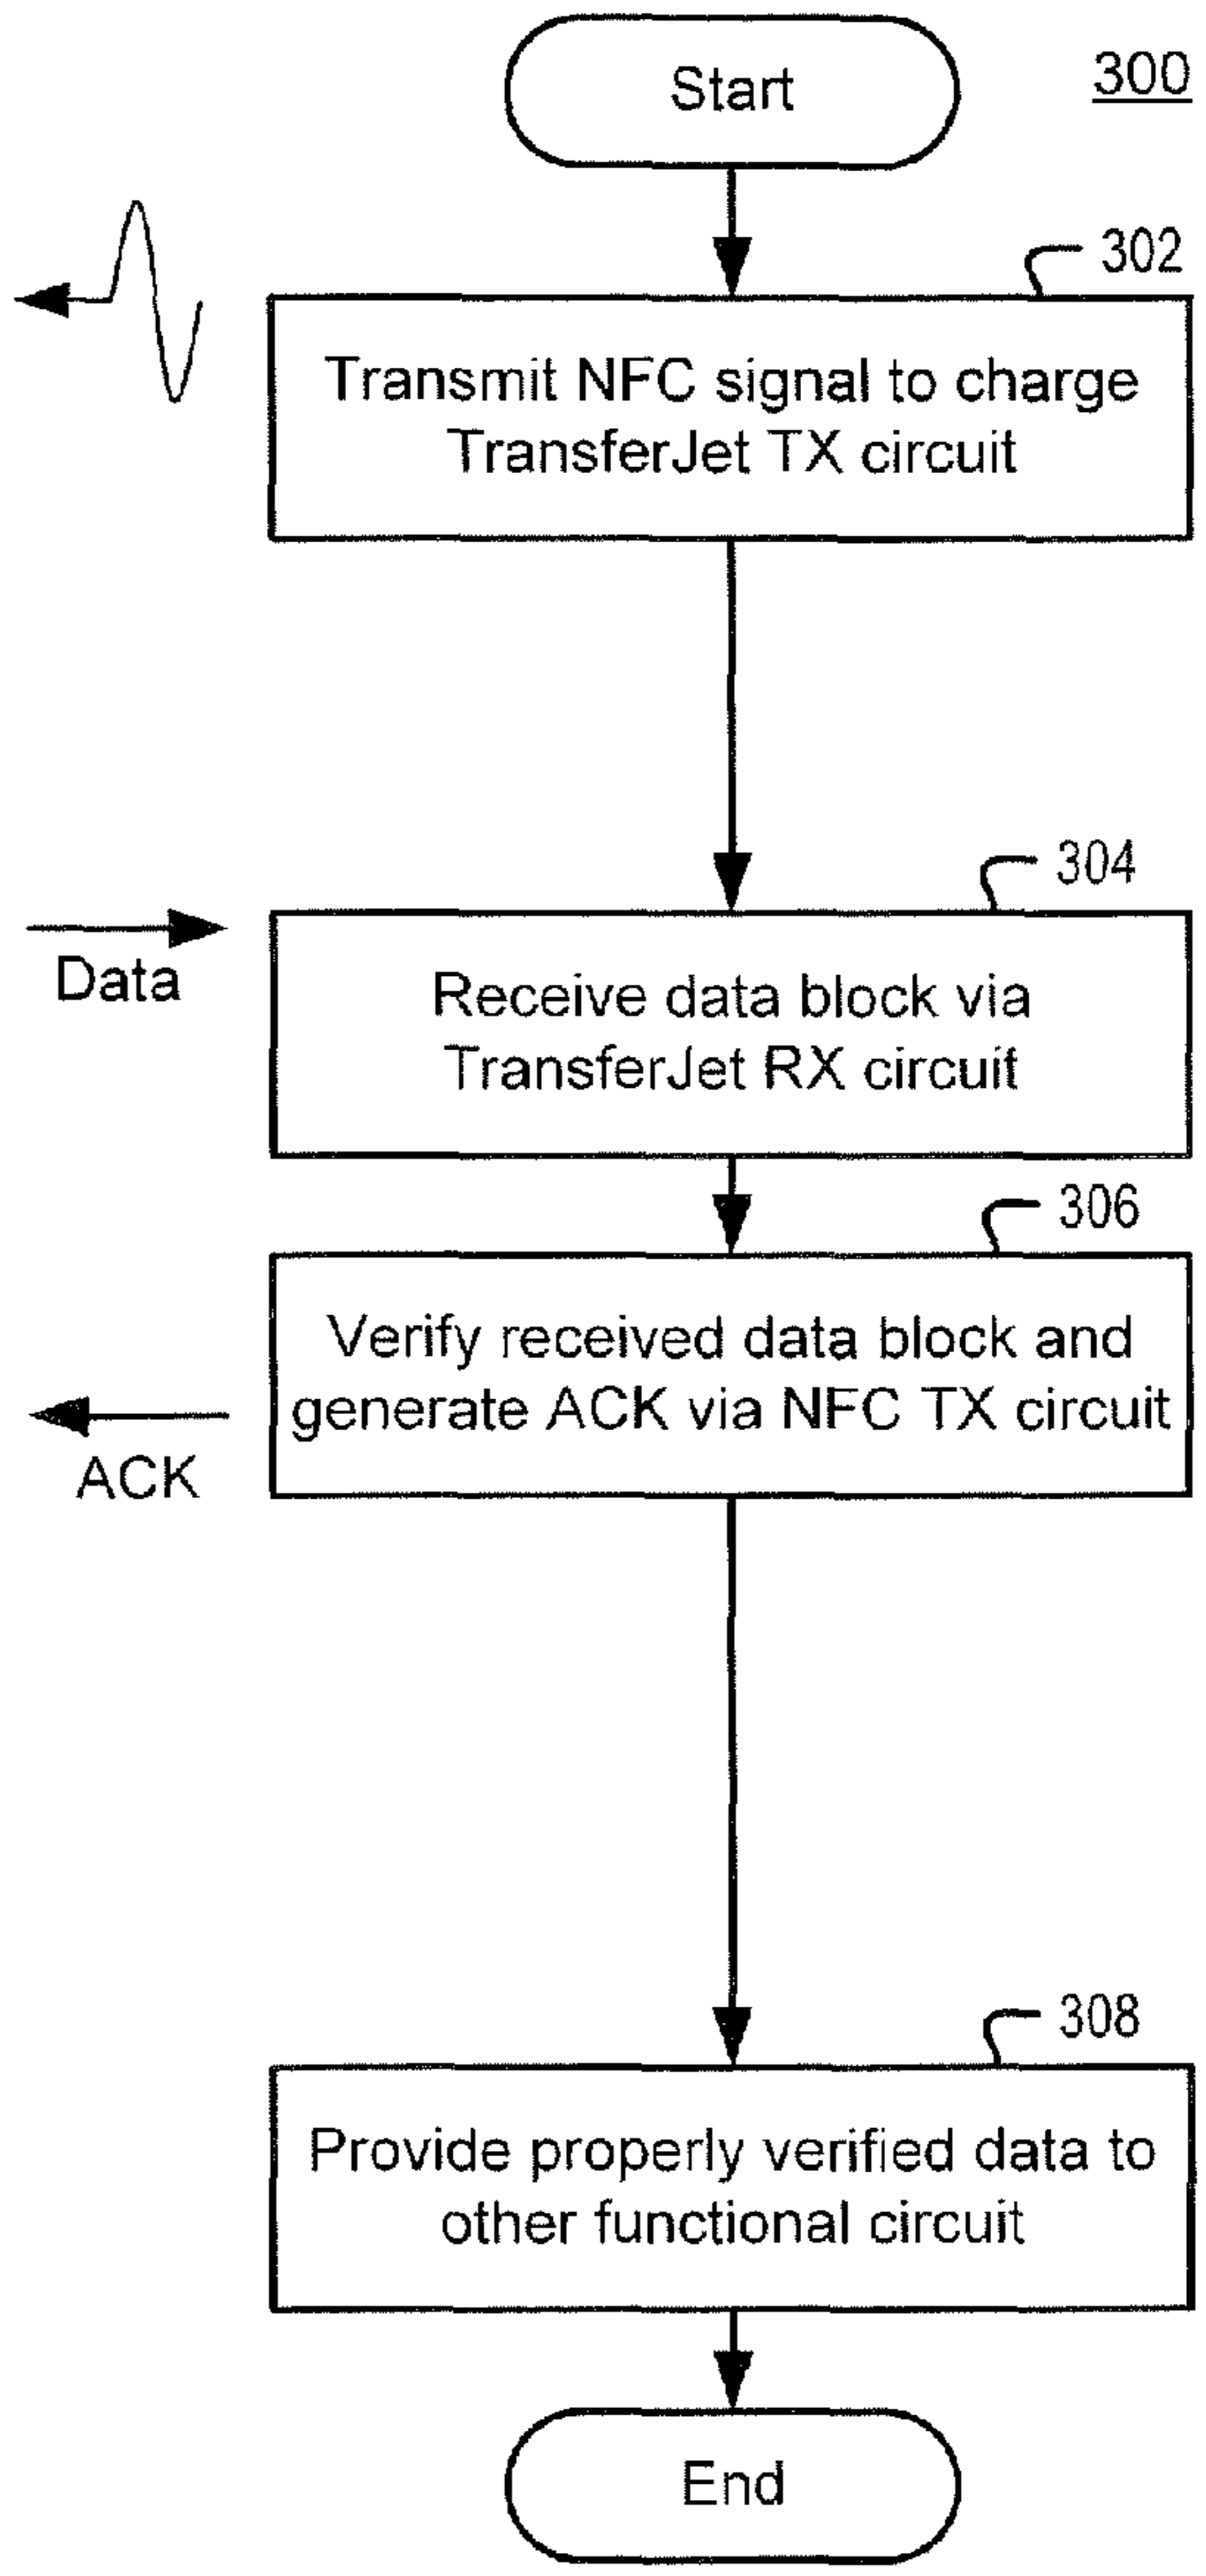 Start
300
302
Transmit NFC signal to charge
TransferJet TX circuit
304
Data
Receive data block via
TransferJet RX circuit
306
Verify received data block and
generate ACK via NFC TX circuit
ACK
308
Provide properly verified data to
other functional circuit
End